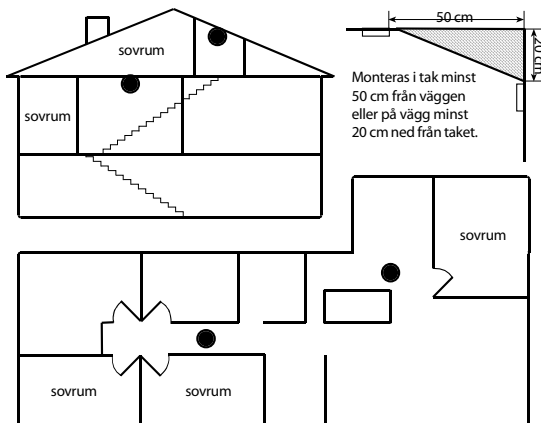 sovrum
sovrum
50 cm
20 cm
Monteras i tak minst
50 cm från väggen
eller på vägg minst
20 cm ned från taket.
sovrum
sovrum
sovrum